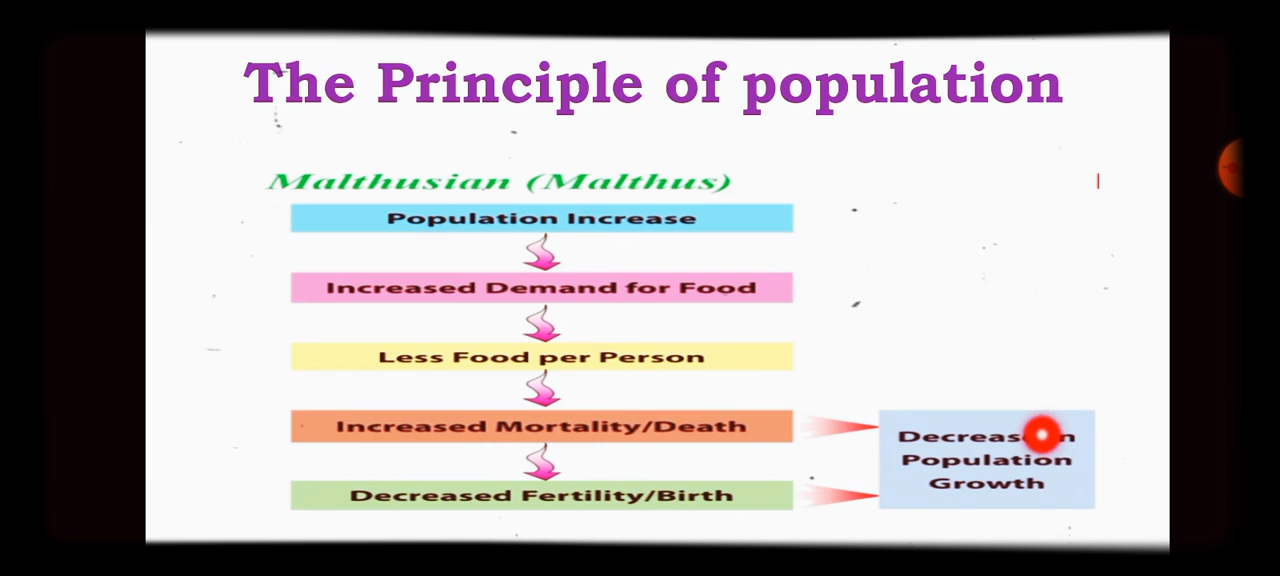 The Principle of population
Malthusian (Malthus)
Population Increase
Increased Demand for Food
Less Food per Person
Increased Mortality/Death
Decreased Fertility/Birth
Population
Growth